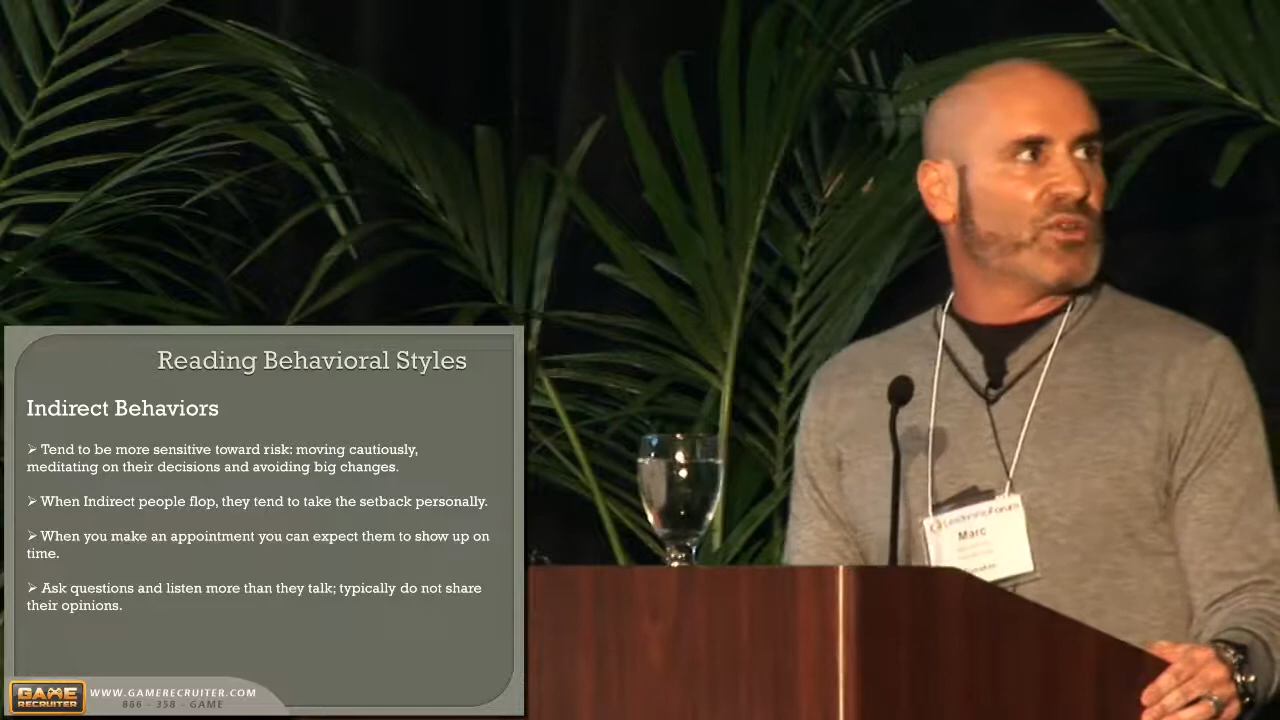 Reading Behavioral Styles
Indirect Behaviors
➢ Tend to be more sensitive toward risk: moving cautiously,
meditating on their decisions and avoiding big changes.
➢ When Indirect people flop, they tend to take the setback personally.
➢ When you make an appointment you can expect them to show up on
time.
➢ Ask questions and listen more than they talk; typically do not share
their opinions.
GAME
RECRUITER
WWW.GAMERECRUITER.COM
866 - 358 - GAME
Marc